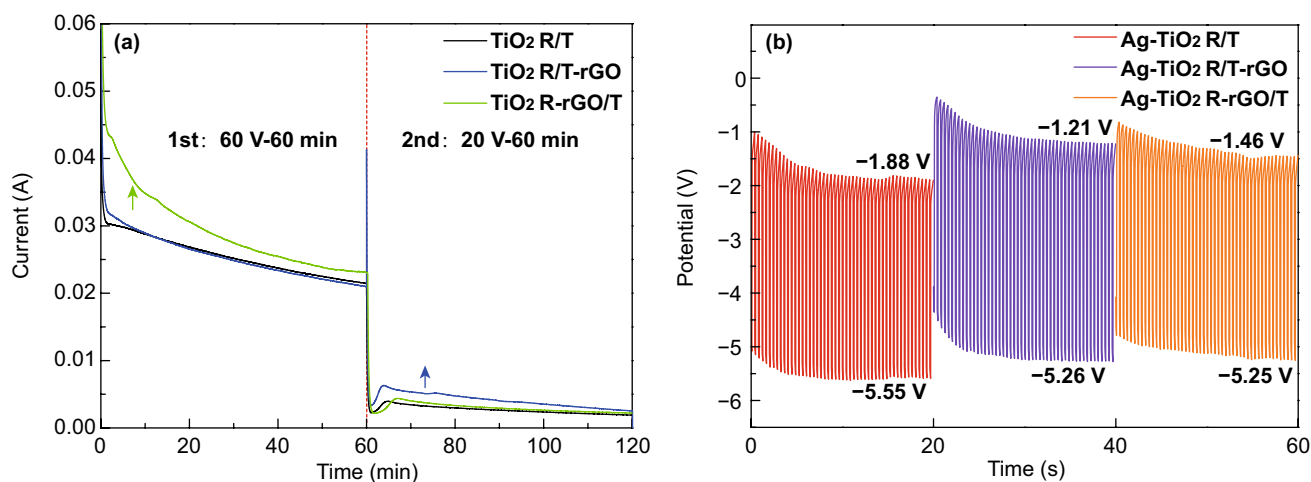 (a)
TiO2 R/T
TiO2 R/T-rGO
TiO2 R-rGO/T
1st: 60 V-60 min
2nd: 20 V-60 min
Current (A)
0.06
0.05
0.04
0.03
0.02
0.01
0.00
0
20
40
60
80
100
120
Time (min)
(b)
Ag-TiO2 R/T
Ag-TiO2 R/T-rGO
Ag-TiO2 R-rGO/T
−1.88 V
−1.21 V
−1.46 V
−5.55 V
−5.26 V
−5.25 V
Potential (V)
0
−1
−2
−3
−4
−5
−6
0
20
40
60
Time (s)